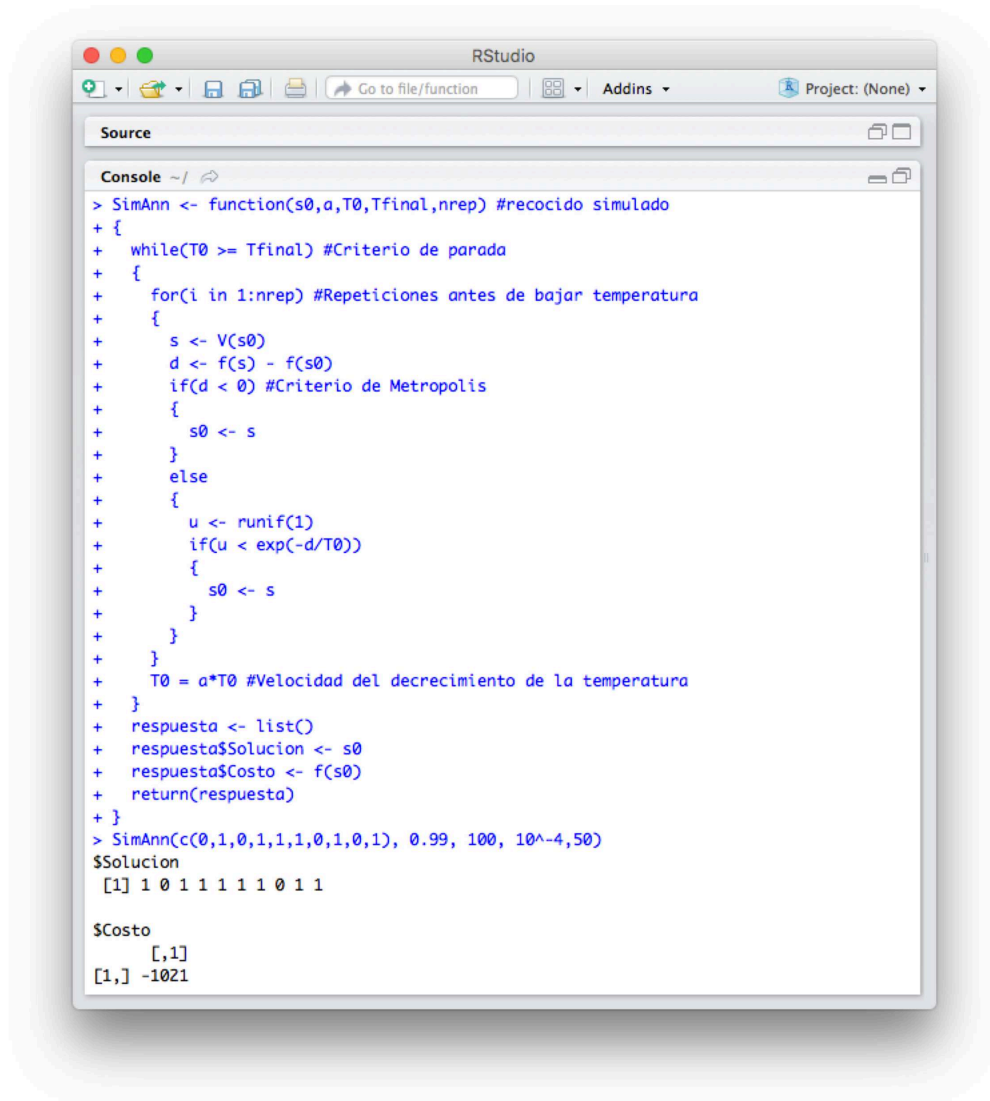 RStudio
Go to file/function
Addins
Project: (None)
Source
Console ~/
> SimAnn <- function(s0,a,T0,Tfinal,nrep) #recocido simulado
+ {
+   while(T0 >= Tfinal) #Criterio de parada
+   {
+     for(i in 1:nrep) #Repeticiones antes de bajar temperatura
+     {
+       s <- V(s0)
+       d <- f(s) - f(s0)
+       if(d < 0) #Criterio de Metropolis
+       {
+         s0 <- s
+       }
+       else
+       {
+         u <- runif(1)
+         if(u < exp(-d/T0))
+         {
+           s0 <- s
+         }
+       }
+     }
+     T0 = a*T0 #Velocidad del decrecimiento de la temperatura
+   }
+   respuesta <- list()
+   respuesta$Solucion <- s0
+   respuesta$Costo <- f(s0)
+   return(respuesta)
+ }
> SimAnn(c(0,1,0,1,1,1,0,1,0,1), 0.99, 100, 10^-4,50)
$Solucion
 [1] 1 0 1 1 1 1 1 0 1 1
$Costo
      [,1]
[1,] -1021